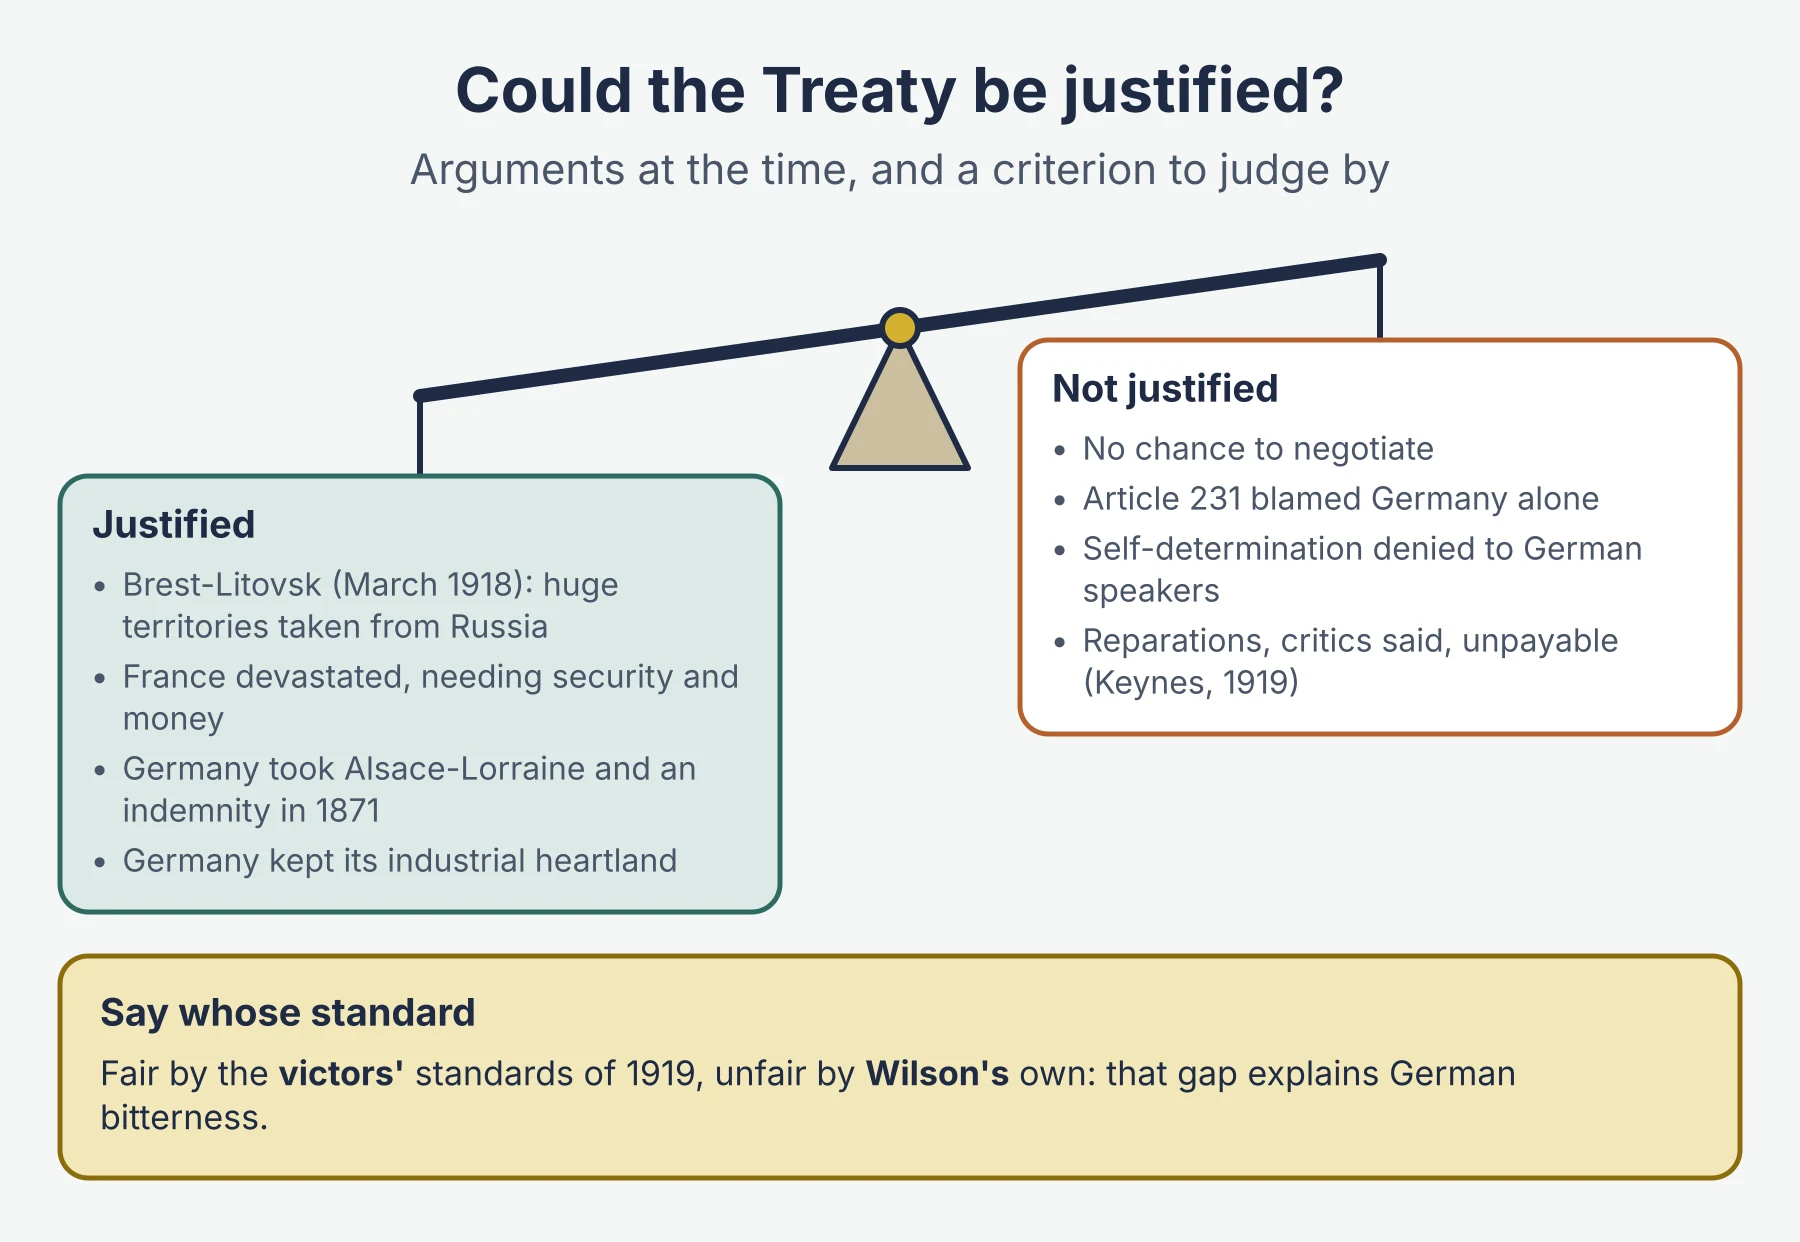 Could the Treaty be justified?
Arguments at the time, and a criterion to judge by
Justified
• Brest-Litovsk (March 1918): huge
territories taken from Russia
• France devastated, needing security and
money
• Germany took Alsace-Lorraine and an
indemnity in 1871
• Germany kept its industrial heartland
Not justified
• No chance to negotiate
• Article 231 blamed Germany alone
• Self-determination denied to German
speakers
• Reparations, critics said, unpayable
(Keynes, 1919)
Say whose standard
Fair by the victors' standards of 1919, unfair by Wilson's own: that gap explains German
bitterness.